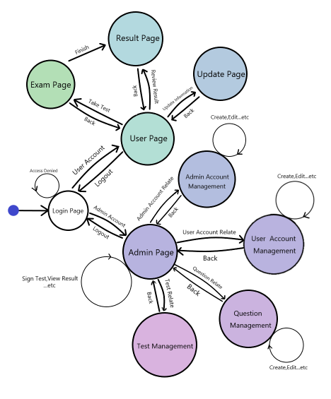 Result Page
Finish
Update Page
Exam Page
Review Result
Back
Update Information
Back
Take Test
Back
User Page
Create,Edit...etc
User Account
Logout
Admin Account
Management
Access Denied
Admin Account Relate
Back
Create,Edit...etc
Login Page
Admin Account
Logout
User Account Relate
User Account
Management
Admin Page
Back
Sign Test,View Result
...etc
Question Relate
Back
Test Relate
Back
Question
Management
Test Management
Create,Edit...etc